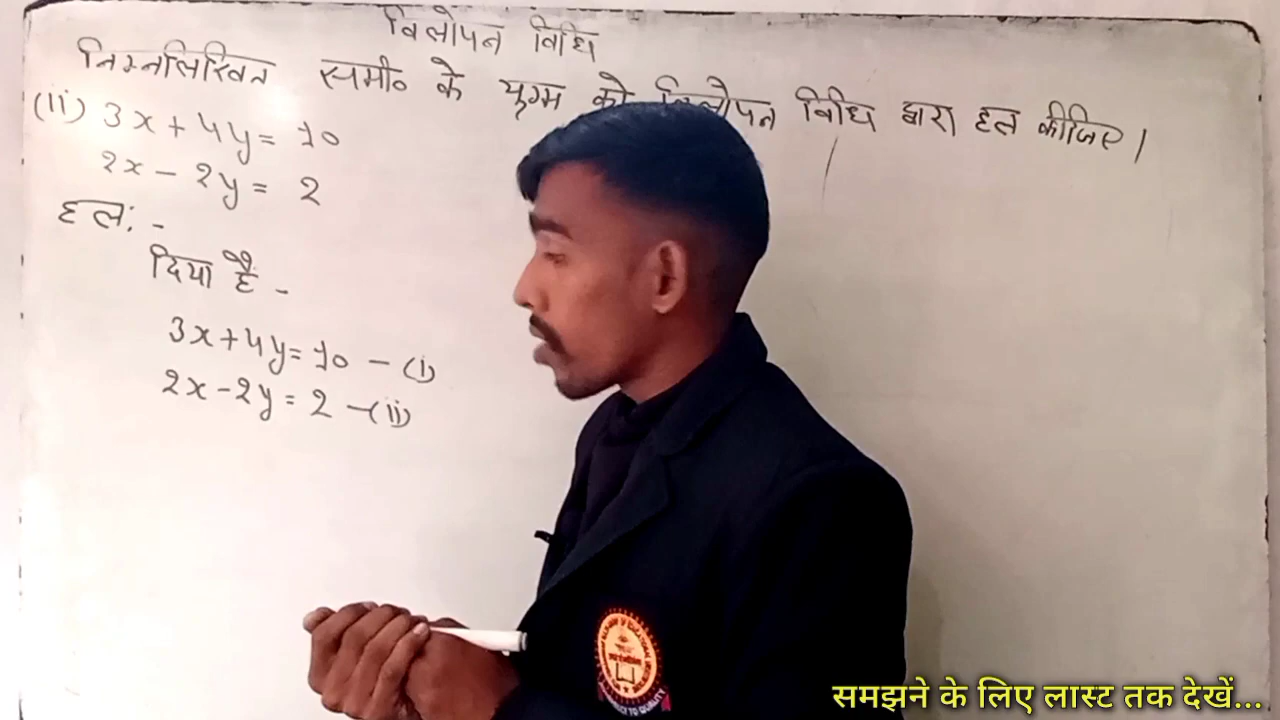 विलोपन विधि
निम्नलिखित समी० के युग्म को विलोपन विधि द्वारा हल कीजिए।
(ii) 3x + 4y = 10
2x - 2y = 2
हल: -
दिया है -
3x + 4y = 10 - (i)
2x - 2y = 2 - (ii)
समझने के लिए लास्ट तक देखें...